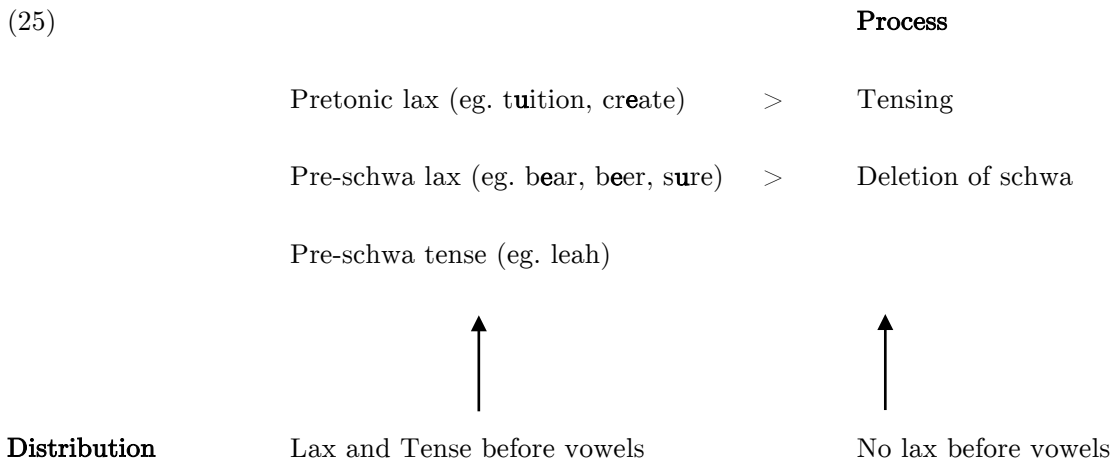 (25) Process
Pretonic lax (eg. tuition, create) > Tensing
Pre-schwa lax (eg. bear, beer, sure) > Deletion of schwa
Pre-schwa tense (eg. leah)
Distribution Lax and Tense before vowels No lax before vowels